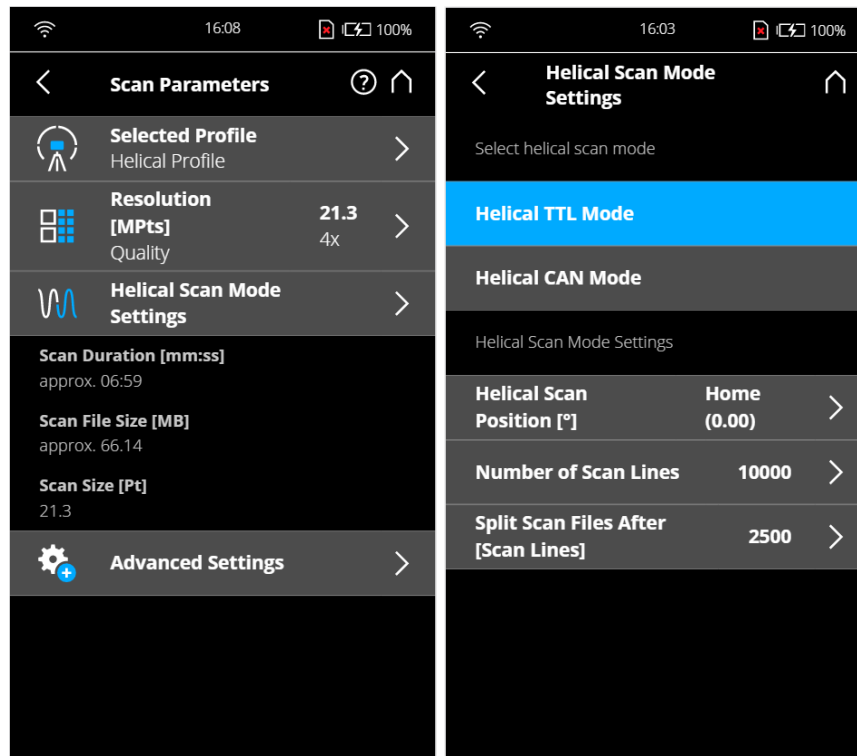 16:08
100%
Scan Parameters
Selected Profile
Helical Profile
Resolution
[MPts]
21.3
Quality
4x
Helical Scan Mode
Settings
Scan Duration [mm:ss]
approx. 06:59
Scan File Size [MB]
approx. 66.14
Scan Size [Pt]
21.3
Advanced Settings
16:03
100%
Helical Scan Mode
Settings
Select helical scan mode
Helical TTL Mode
Helical CAN Mode
Helical Scan Mode Settings
Helical Scan
Position [°]
Home
(0.00)
Number of Scan Lines
10000
Split Scan Files After
[Scan Lines]
2500